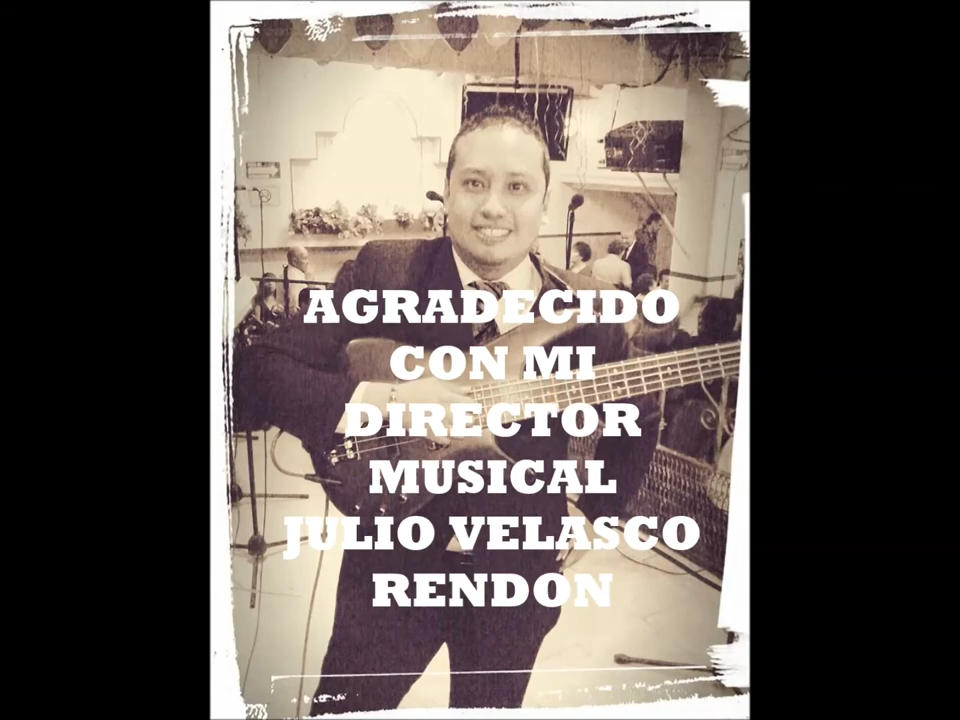 AGRADECIDO
CON MI
DIRECTOR
MUSICAL
JULIO VELASCO
RENDON